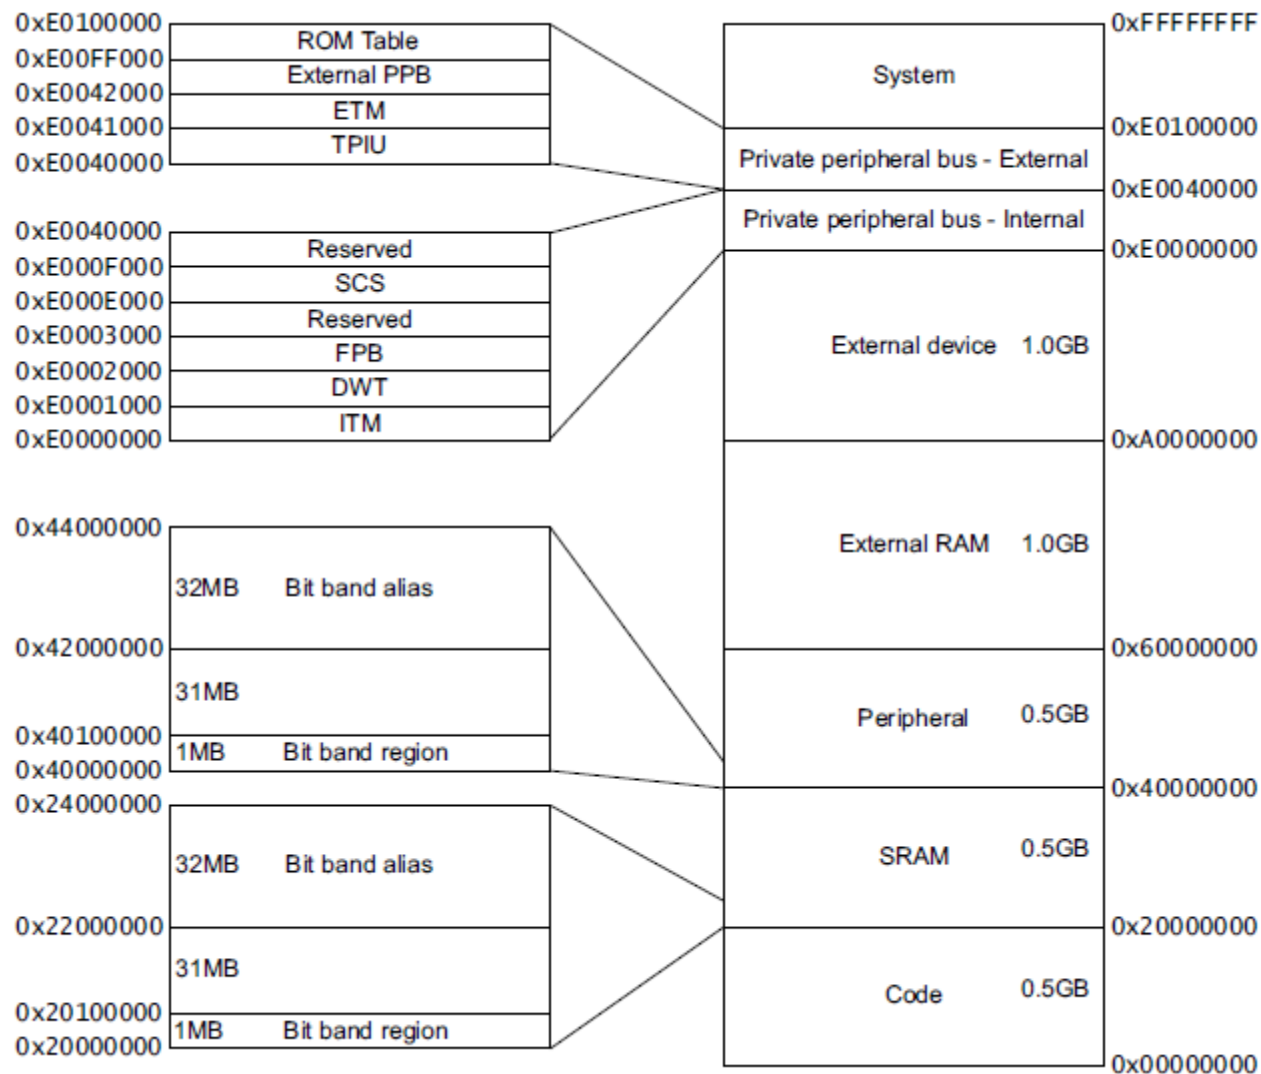 0xE0100000
ROM Table
0xE00FF000
External PPB
0xE0042000
ETM
0xE0041000
TPIU
0xE0040000
0xE0040000
Reserved
0xE000F000
SCS
0xE000E000
Reserved
0xE0003000
FPB
0xE0002000
DWT
0xE0001000
ITM
0xE0000000
0x44000000
32MB Bit band alias
0x42000000
31MB
0x40100000
1MB Bit band region
0x40000000
0x24000000
32MB Bit band alias
0x22000000
31MB
0x20100000
1MB Bit band region
0x20000000
0xFFFFFFFF
System
0xE0100000
Private peripheral bus - External
0xE0040000
Private peripheral bus - Internal
0xE0000000
External device 1.0GB
0xA0000000
External RAM 1.0GB
0x60000000
Peripheral 0.5GB
0x40000000
SRAM 0.5GB
0x20000000
Code 0.5GB
0x00000000